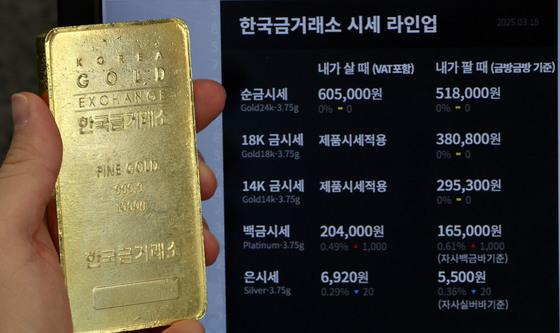 KOREA
GOLD
EXCHANGE
한국금거래소
FINE GOLD
999.9
한국금거래소
한국금거래소 시세 라인업
2025.03.18
내가 살 때 (VAT포함)
내가 팔 때 (금방금방 기준)
순금시세
Gold24k-3.75g
605,000원
0% 0
518,000원
0% 0
18K 금시세
Gold18k-3.75g
제품시세적용
380,800원
0% 0
14K 금시세
Gold14k-3.75g
제품시세적용
295,300원
0% 0
백금시세
Platinum-3.75g
204,000원
0.49% ▲ 1,000
165,000원
0.61% ▲ 1,000
(자사백금바기준)
은시세
Silver-3.75g
6,920원
0.29% ▼ 20
5,500원
0.36% ▼ 20
(자사실버바기준)